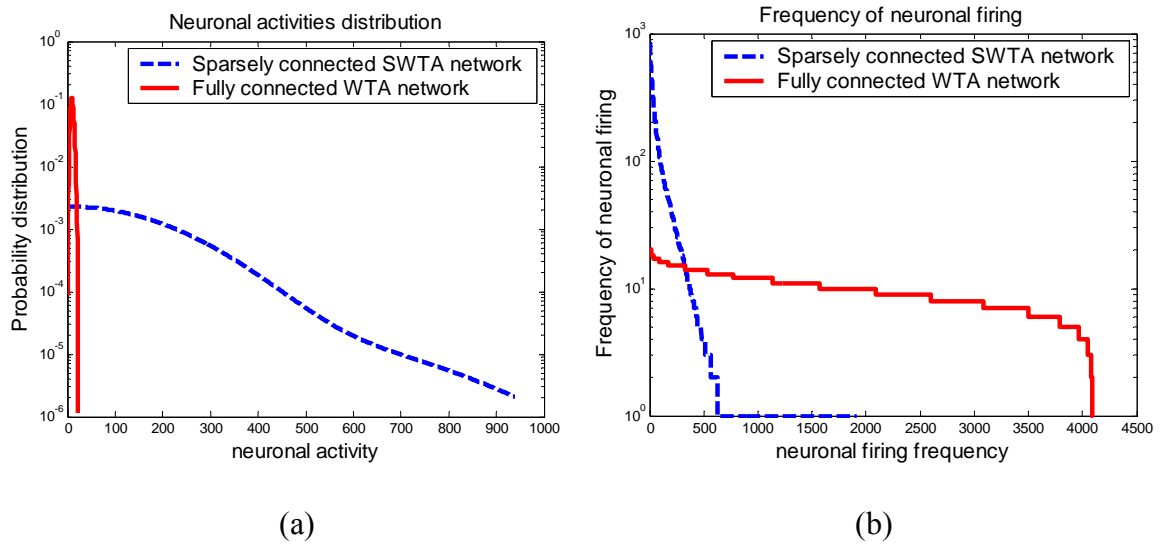 Neuronal activities distribution
Probability distribution
10^0
10^-1
10^-2
10^-3
10^-4
10^-5
10^-6
Sparsely connected SWTA network
Fully connected WTA network
0 100 200 300 400 500 600 700 800 900 1000
neuronal activity
(a)
Frequency of neuronal firing
Frequency of neuronal firing
10^3
10^2
10^1
10^0
Sparsely connected SWTA network
Fully connected WTA network
0 500 1000 1500 2000 2500 3000 3500 4000 4500
neuronal firing frequency
(b)